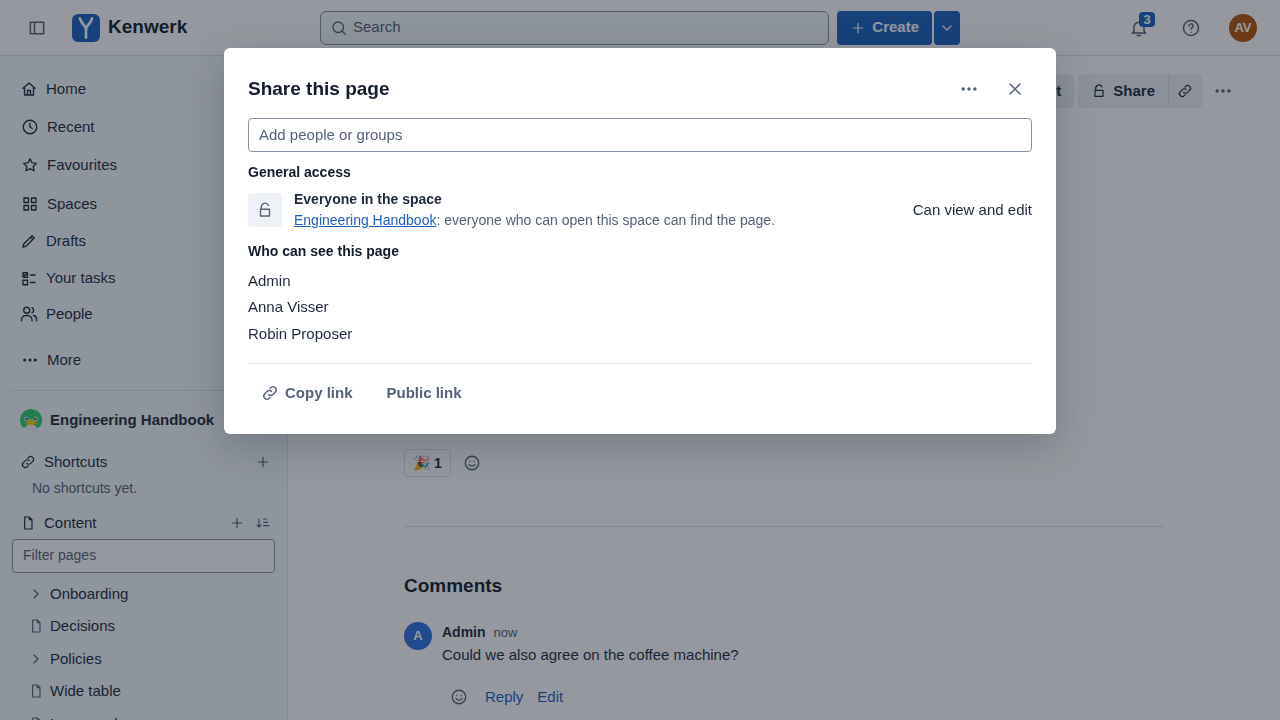 Kenwerk
Search
Create
3
AV
Home
Recent
Favourites
Spaces
Drafts
Your tasks
People
More
Engineering Handbook
Shortcuts
No shortcuts yet.
Content
Filter pages
Onboarding
Decisions
Policies
Wide table
Share
Share this page
Add people or groups
General access
Everyone in the space
Engineering Handbook: everyone who can open this space can find the page.
Can view and edit
Who can see this page
Admin
Anna Visser
Robin Proposer
Copy link
Public link
🎉 1
Comments
A
Admin now
Could we also agree on the coffee machine?
Reply Edit